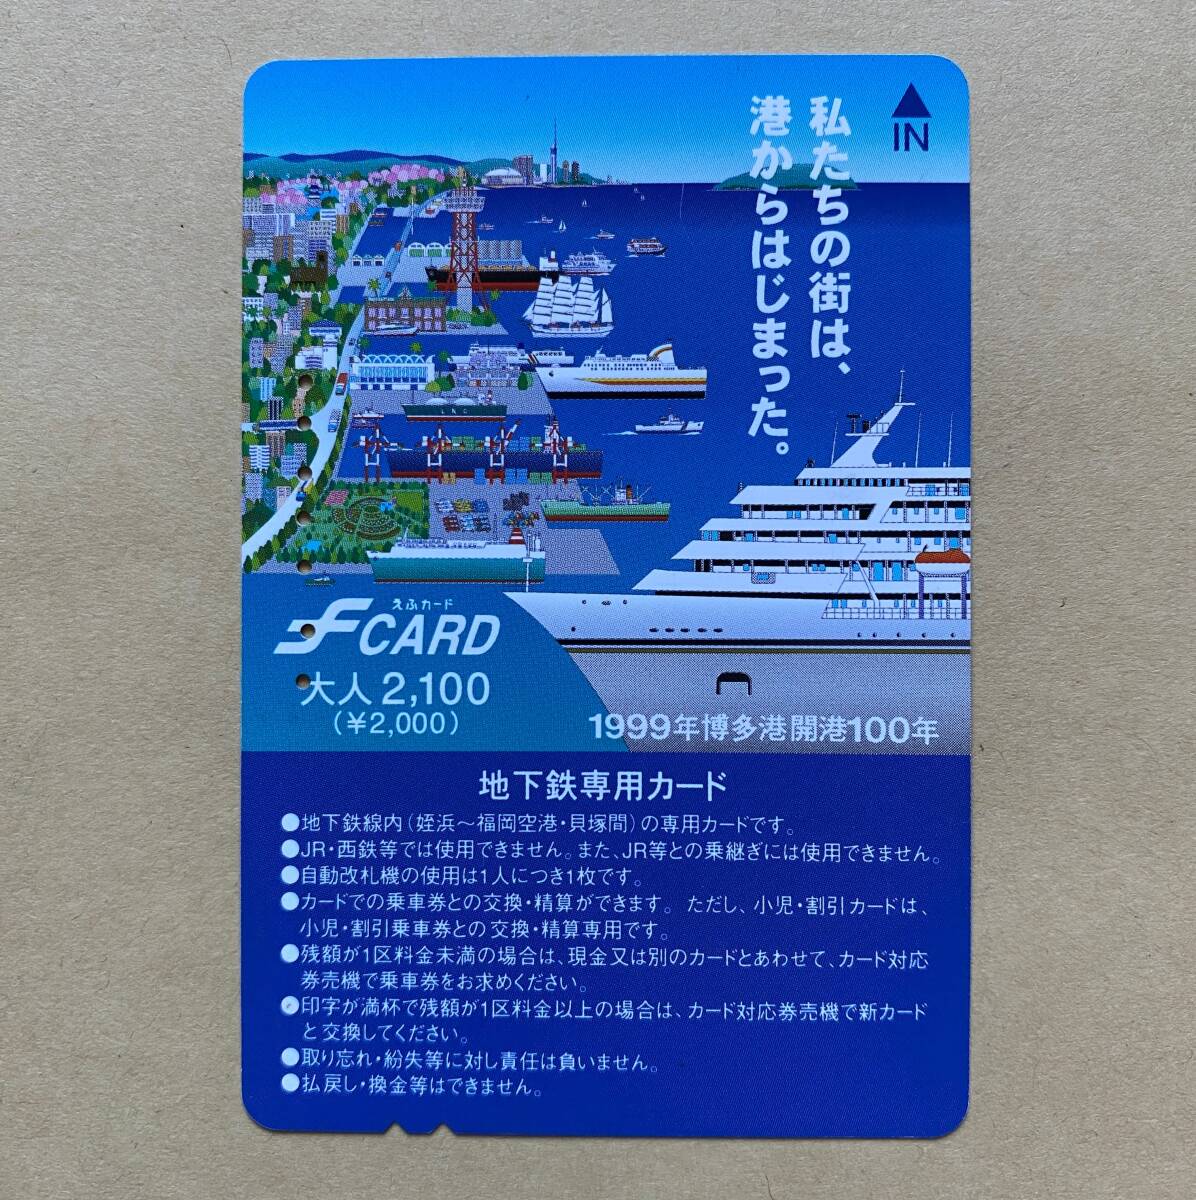 IN
私たちの街は、
港からはじまった。
LNG
えふカード
FCARD
大人2,100
(¥2,000)
1999年博多港開港100年
地下鉄専用カード
●地下鉄線内(姪浜～福岡空港・貝塚間)の専用カードです。
●JR・西鉄等では使用できません。また、JR等との乗継ぎには使用できません。
●自動改札機の使用は1人につき1枚です。
●カードでの乗車券との交換・精算ができます。ただし、小児・割引カードは、
小児・割引乗車券との交換・精算専用です。
●残額が1区料金未満の場合は、現金又は別のカードとあわせて、カード対応
券売機で乗車券をお求めください。
●印字が満杯で残額が1区料金以上の場合は、カード対応券売機で新カード
と交換してください。
●取り忘れ・紛失等に対し責任は負いません。
●払戻し・換金等はできません。